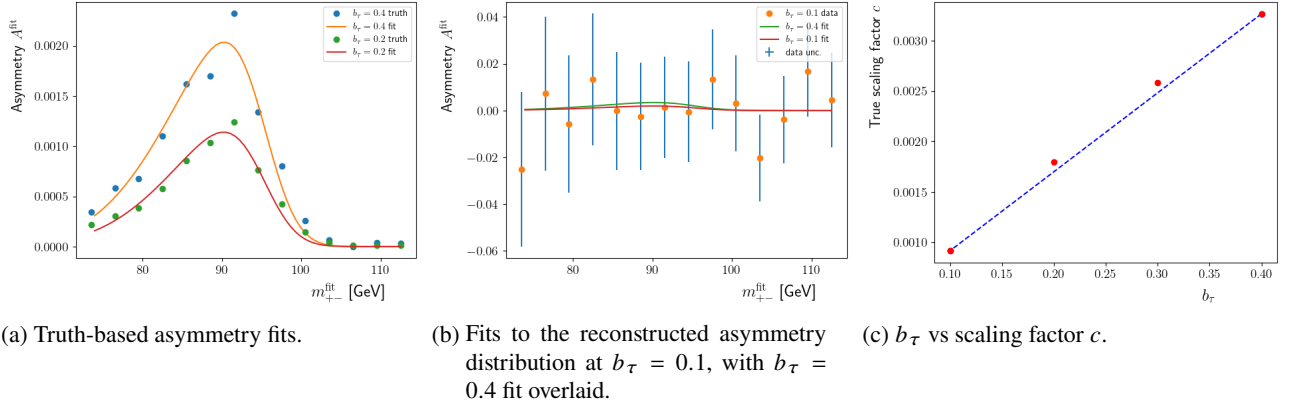 Asymmetry A^fit
0.0020
0.0015
0.0010
0.0005
0.0000
80
90
100
110
m_{+-}^{fit} [GeV]
b_τ = 0.4 truth
b_τ = 0.4 fit
b_τ = 0.2 truth
b_τ = 0.2 fit
Asymmetry A^fit
0.04
0.02
0.00
−0.02
−0.04
−0.06
80
90
100
110
m_{+-}^{fit} [GeV]
b_τ = 0.1 data
b_τ = 0.4 fit
b_τ = 0.1 fit
data unc.
True scaling factor c
0.0030
0.0025
0.0020
0.0015
0.0010
0.10
0.15
0.20
0.25
0.30
0.35
0.40
b_τ
(a) Truth-based asymmetry fits.
(b) Fits to the reconstructed asymmetry
distribution at b_τ = 0.1, with b_τ =
0.4 fit overlaid.
(c) b_τ vs scaling factor c.